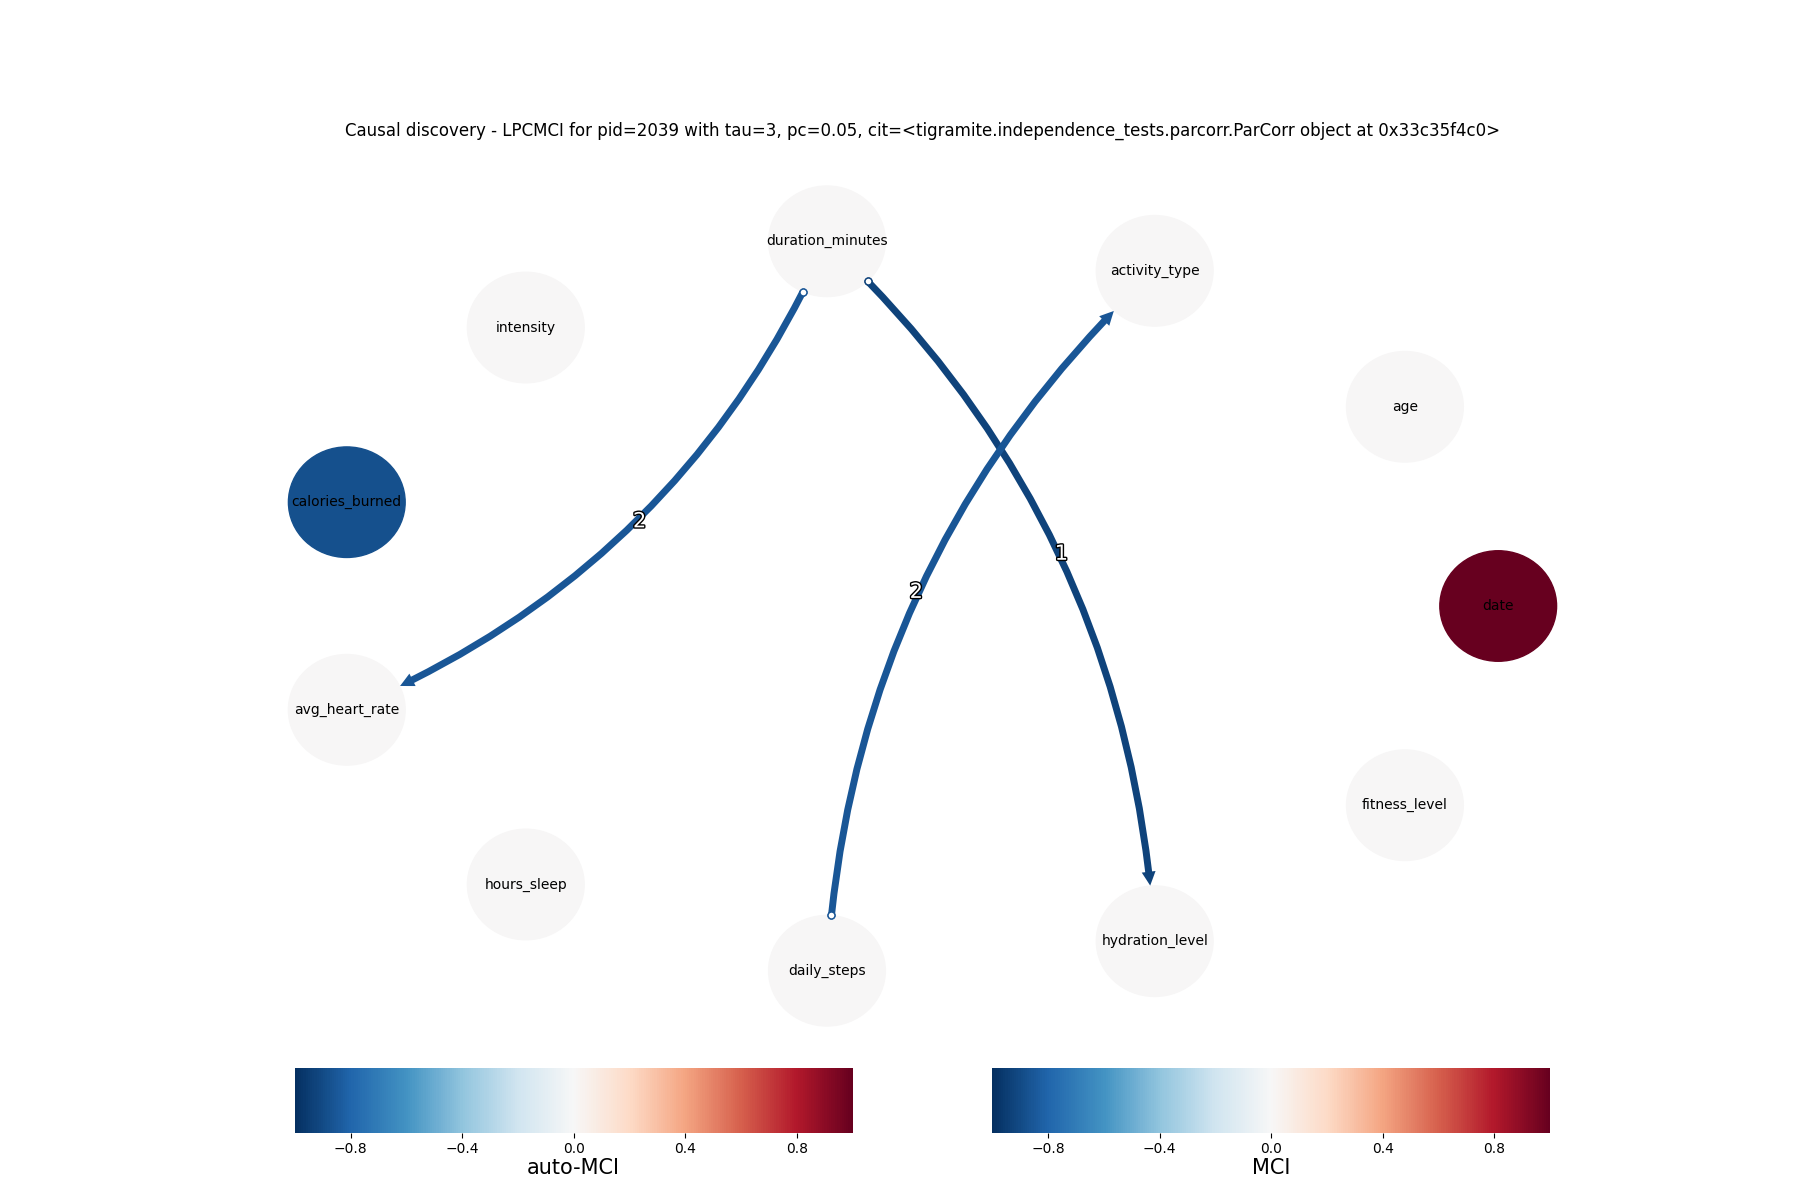 Causal discovery - LPCMCI for pid=2039 with tau=3, pc=0.05, cit=<tigramite.independence_tests.parcorr.ParCorr object at 0x33c35f4c0>
duration_minutes
activity_type
intensity
age
calories_burned
2
1
2
date
avg_heart_rate
fitness_level
hours_sleep
hydration_level
daily_steps
−0.8 −0.4 0.0 0.4 0.8
auto-MCI
−0.8 −0.4 0.0 0.4 0.8
MCI